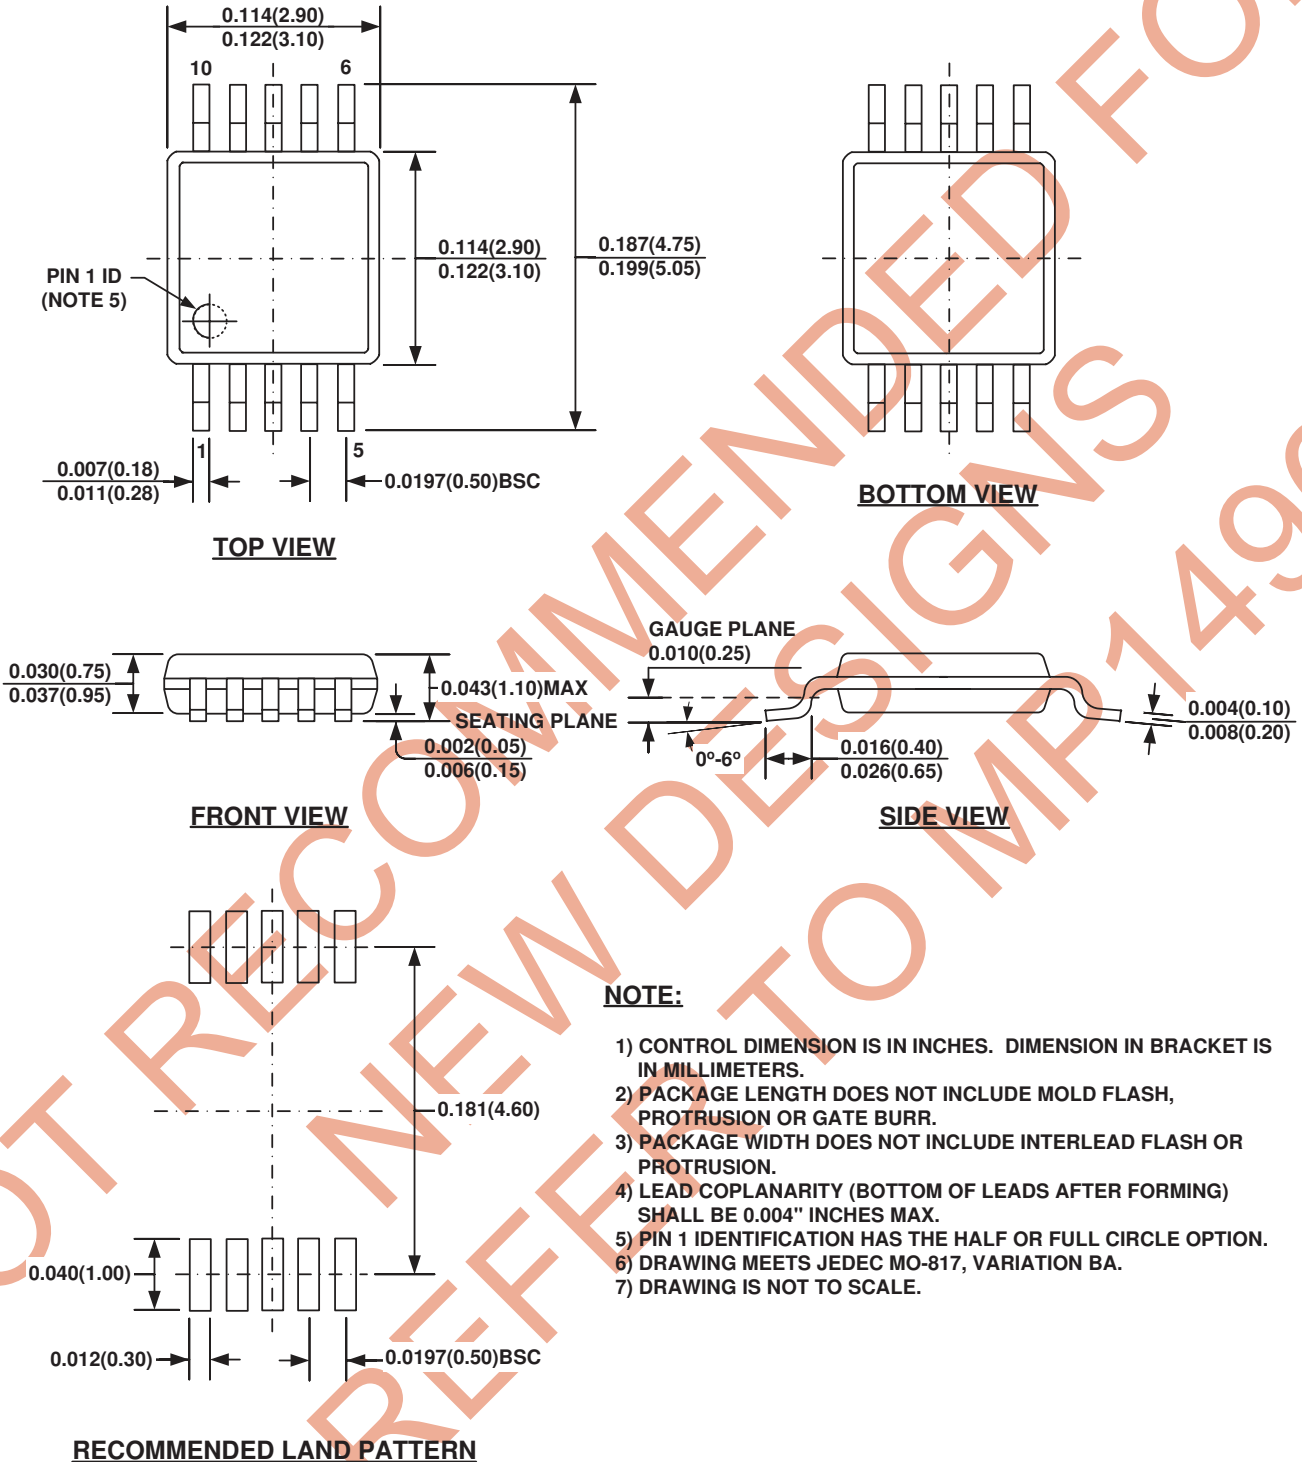 0.114(2.90)
0.122(3.10)
10
6
0.114(2.90)
0.122(3.10)
0.187(4.75)
0.199(5.05)
PIN 1 ID
(NOTE 5)
1
5
0.007(0.18)
0.011(0.28)
0.0197(0.50)BSC
TOP VIEW
BOTTOM VIEW
0.030(0.75)
0.037(0.95)
0.043(1.10)MAX
SEATING PLANE
0.002(0.05)
0.006(0.15)
FRONT VIEW
GAUGE PLANE
0.010(0.25)
0º-6º
0.016(0.40)
0.026(0.65)
0.004(0.10)
0.008(0.20)
SIDE VIEW
0.181(4.60)
0.040(1.00)
0.012(0.30)
0.0197(0.50)BSC
RECOMMENDED LAND PATTERN
NOTE:
1) CONTROL DIMENSION IS IN INCHES. DIMENSION IN BRACKET IS
IN MILLIMETERS.
2) PACKAGE LENGTH DOES NOT INCLUDE MOLD FLASH,
PROTRUSION OR GATE BURR.
3) PACKAGE WIDTH DOES NOT INCLUDE INTERLEAD FLASH OR
PROTRUSION.
4) LEAD COPLANARITY (BOTTOM OF LEADS AFTER FORMING)
SHALL BE 0.004" INCHES MAX.
5) PIN 1 IDENTIFICATION HAS THE HALF OR FULL CIRCLE OPTION.
6) DRAWING MEETS JEDEC MO-817, VARIATION BA.
7) DRAWING IS NOT TO SCALE.
RECOMMENDED
NEW DESIGNS
REFER TO